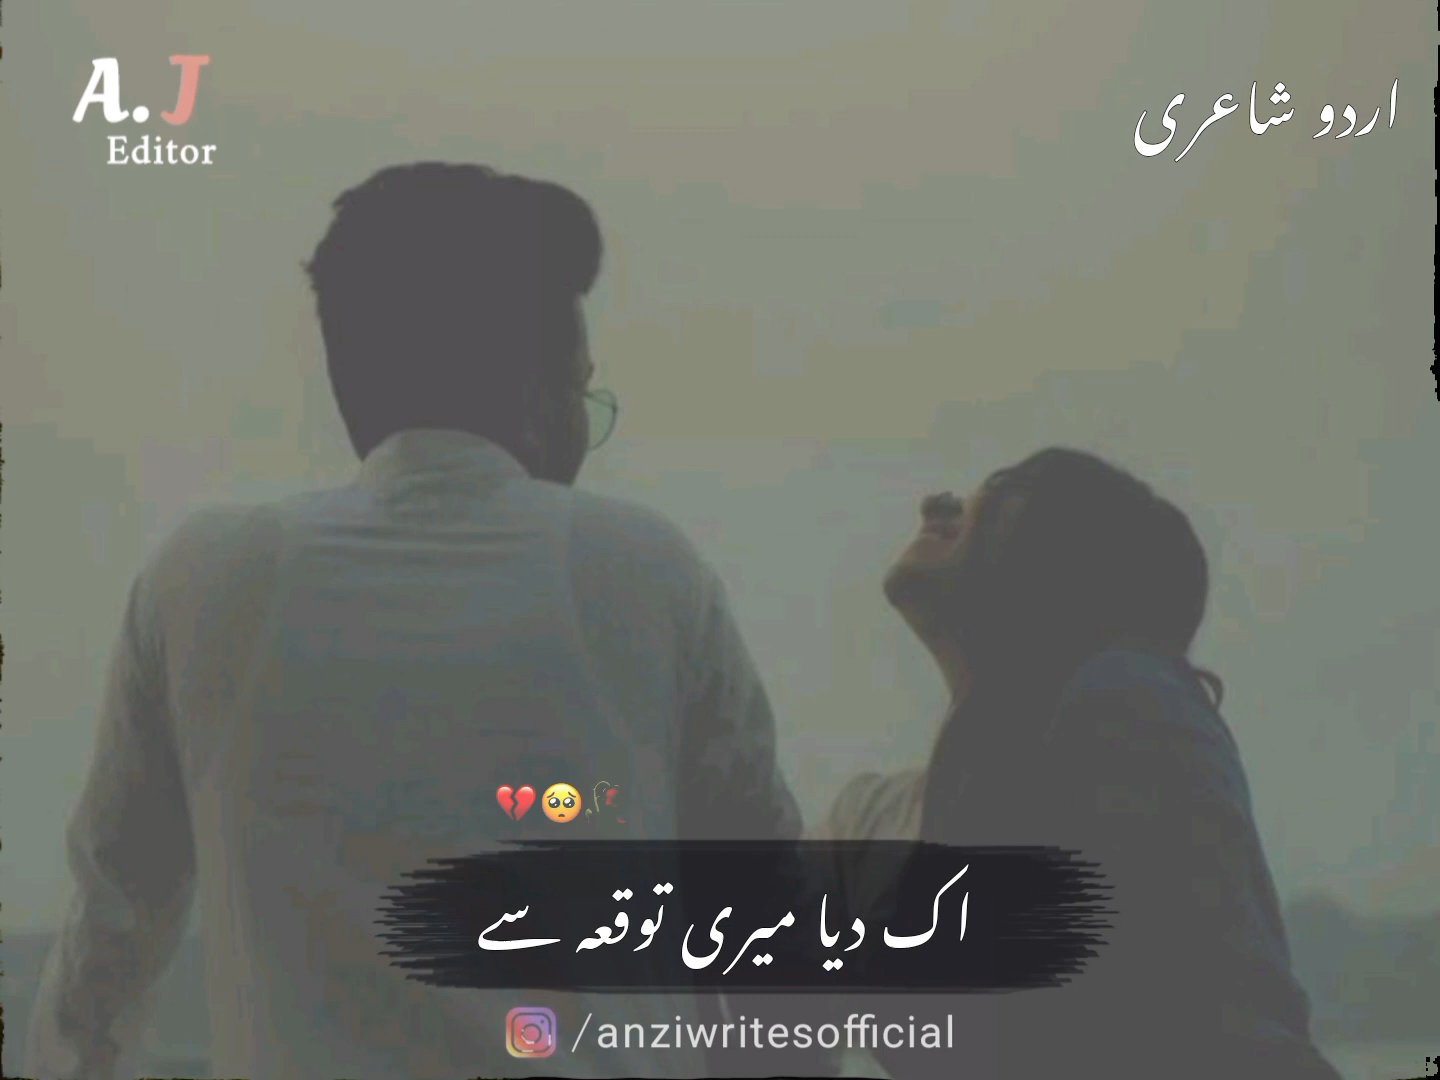 A.J
Editor
اردو شاعری
💔🥺🥀
اک دیا میری توقعہ سے
/anziwritesofficial